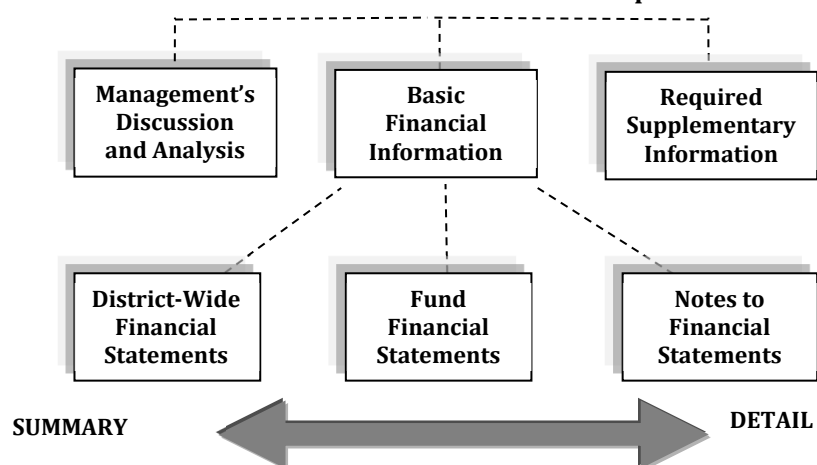 Management's
Discussion
and Analysis
Basic
Financial
Information
Required
Supplementary
Information
District-Wide
Financial
Statements
Fund
Financial
Statements
Notes to
Financial
Statements
SUMMARY
DETAIL